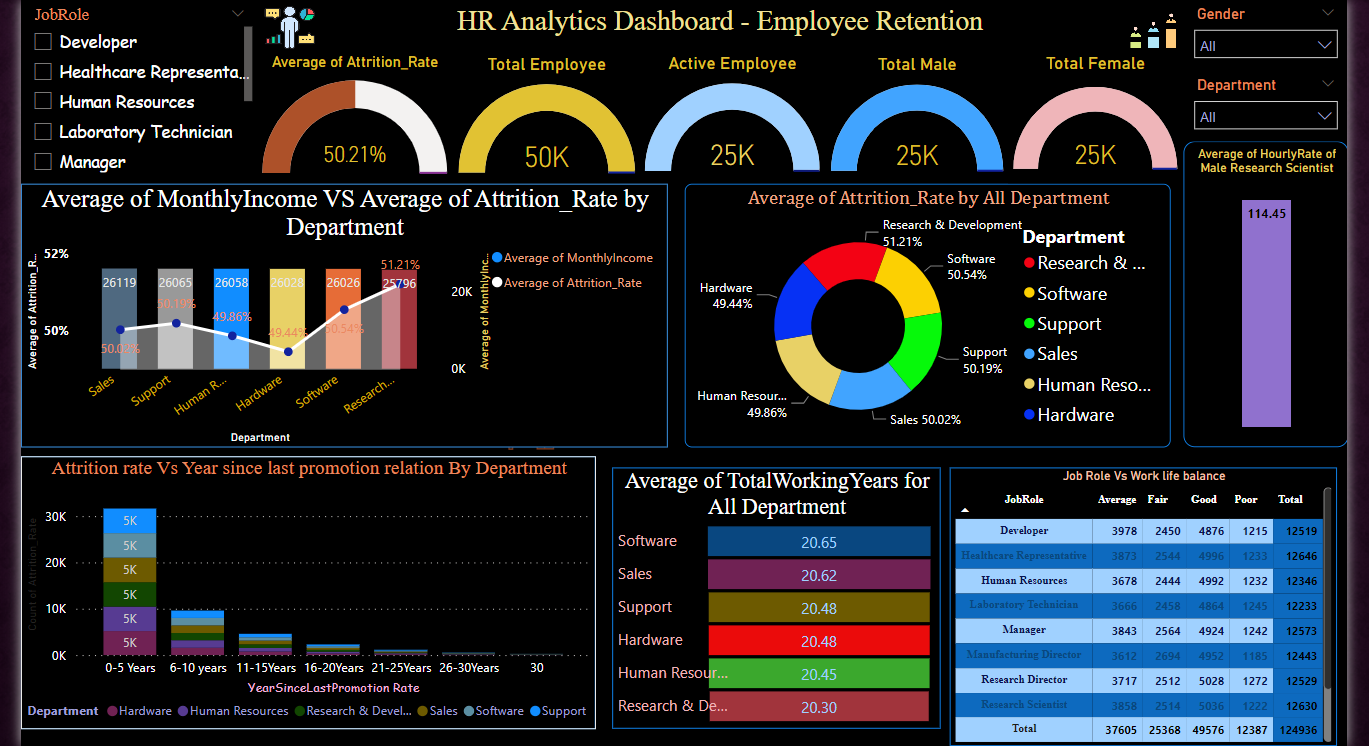 JobRole
Developer
Healthcare Representa...
Human Resources
Laboratory Technician
Manager
HR Analytics Dashboard - Employee Retention
Average of Attrition_Rate
50.21%
Total Employee
50K
Active Employee
25K
Total Male
25K
Total Female
25K
Gender
All
Department
All
Average of MonthlyIncome VS Average of Attrition_Rate by
Department
Average of Attrition_R...
52%
50%
26119
26065
26058
26028
26026
25796
50.02%
50.19%
49.86%
49.44%
50.54%
51.21%
Sales
Support
Human R...
Hardware
Software
Research...
Department
20K
0K
Average of MonthlyInc...
Average of MonthlyIncome
Average of Attrition_Rate
Average of Attrition_Rate by All Department
Research & Development
51.21%
Software
50.54%
Support
50.19%
Sales 50.02%
Human Resour...
49.86%
Hardware
49.44%
Department
Research & ...
Software
Support
Sales
Human Reso...
Hardware
Average of HourlyRate of
Male Research Scientist
114.45
Attrition rate Vs Year since last promotion relation By Department
Count of Attrition_Rate
30K
20K
10K
0K
5K
5K
5K
5K
5K
5K
0-5 Years
6-10 years
11-15Years
16-20Years
21-25Years
26-30Years
30
YearSinceLastPromotion Rate
Department Hardware Human Resources Research & Devel... Sales Software Support
Average of TotalWorkingYears for
All Department
Software 20.65
Sales 20.62
Support 20.48
Hardware 20.48
Human Resour... 20.45
Research & De... 20.30
Job Role Vs Work life balance
JobRole Average Fair Good Poor Total
Developer 3978 2450 4876 1215 12519
Healthcare Representative 3873 2544 4996 1233 12646
Human Resources 3678 2444 4992 1232 12346
Laboratory Technician 3666 2458 4864 1245 12233
Manager 3843 2564 4924 1242 12573
Manufacturing Director 3612 2694 4952 1185 12443
Research Director 3717 2512 5028 1272 12529
Research Scientist 3858 2514 5036 1222 12630
Total 37605 25368 49576 12387 124936